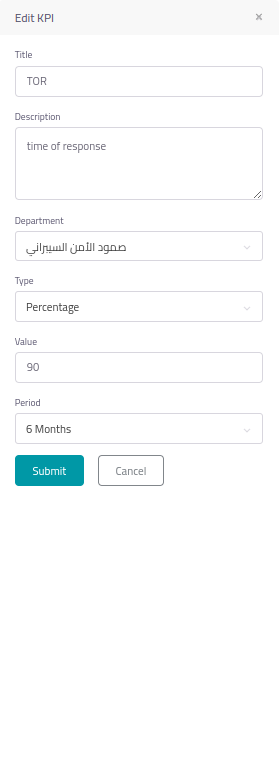 Edit KPI
×
Title
TOR
Description
time of response
Department
صمود الأمن السيبراني
Type
Percentage
Value
90
Period
6 Months
Submit
Cancel